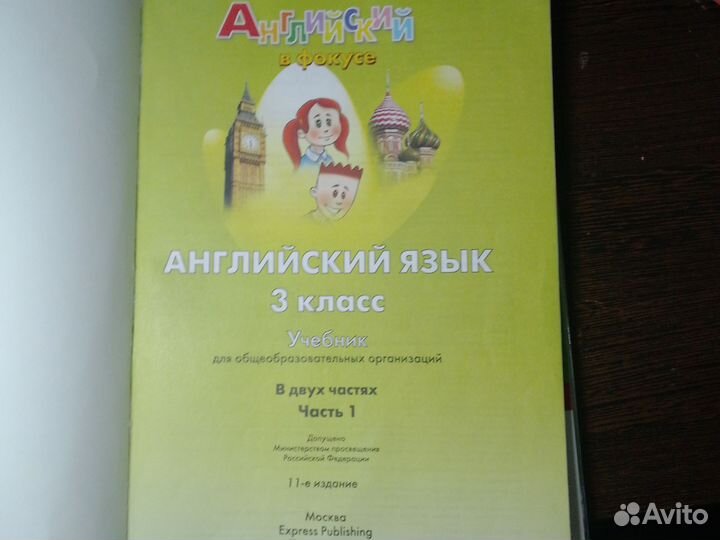 Английский
в фокусе
АНГЛИЙСКИЙ ЯЗЫК
3 класс
Учебник
для общеобразовательных организаций
В двух частях
Часть 1
Допущено
Министерством просвещения
Российской Федерации
11-е издание
Москва
Express Publishing
Avito